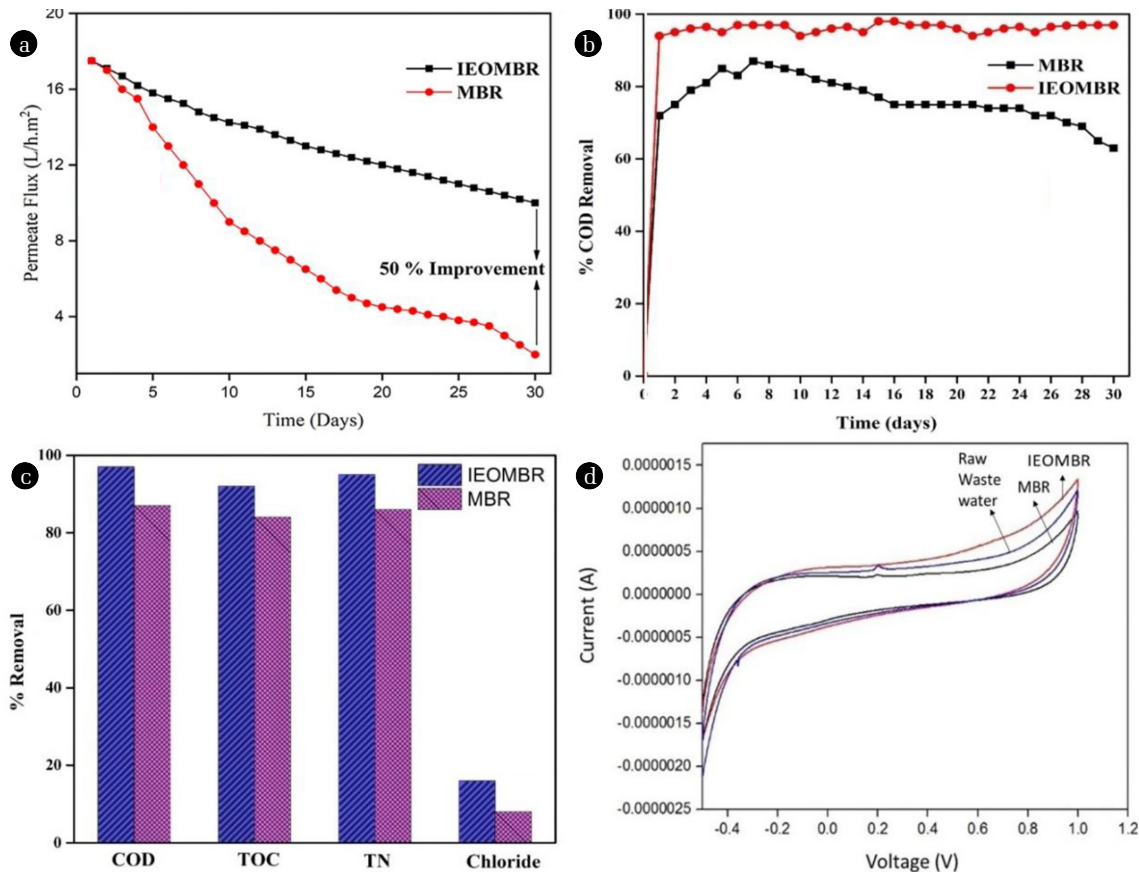 a
20
16
12
8
4
0
5
10
15
20
25
30
Permeate Flux (L/h.m²)
Time (Days)
IEOMBR
MBR
50 % Improvement
b
100
80
60
40
20
0
2
4
6
8
10
12
14
16
18
20
22
24
26
28
30
% COD Removal
Time (days)
MBR
IEOMBR
c
100
80
60
40
20
0
% Removal
IEOMBR
MBR
COD
TOC
TN
Chloride
d
0.0000015
0.0000010
0.0000005
0.0000000
-0.0000005
-0.0000010
-0.0000015
-0.0000020
-0.0000025
-0.4
-0.2
0.0
0.2
0.4
0.6
0.8
1.0
1.2
Current (A)
Voltage (V)
Raw
Waste
water
IEOMBR
MBR